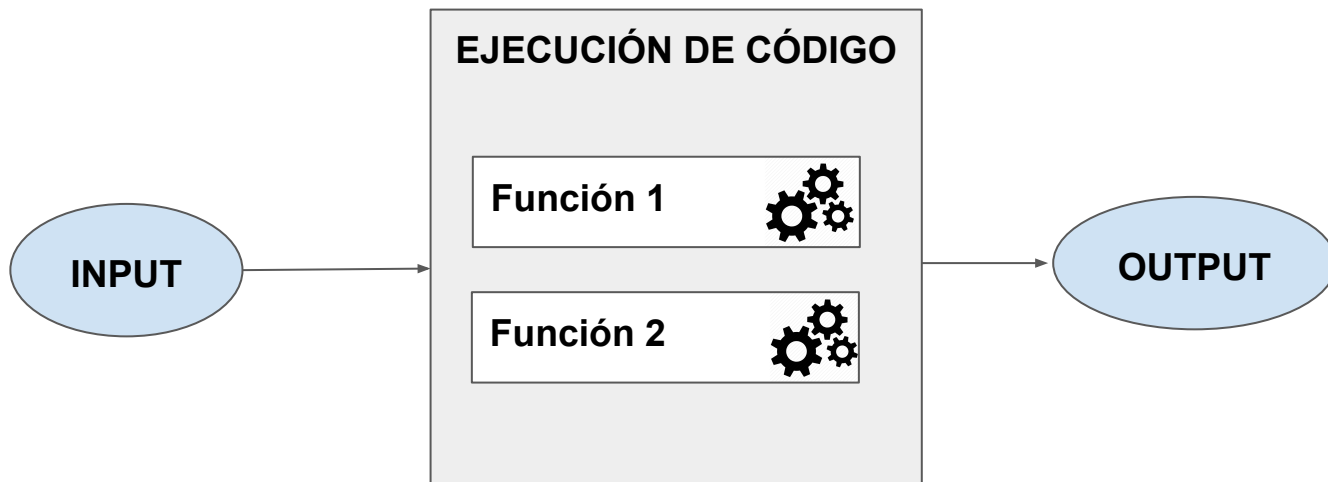 EJECUCIÓN DE CÓDIGO
Función 1
INPUT
OUTPUT
Función 2